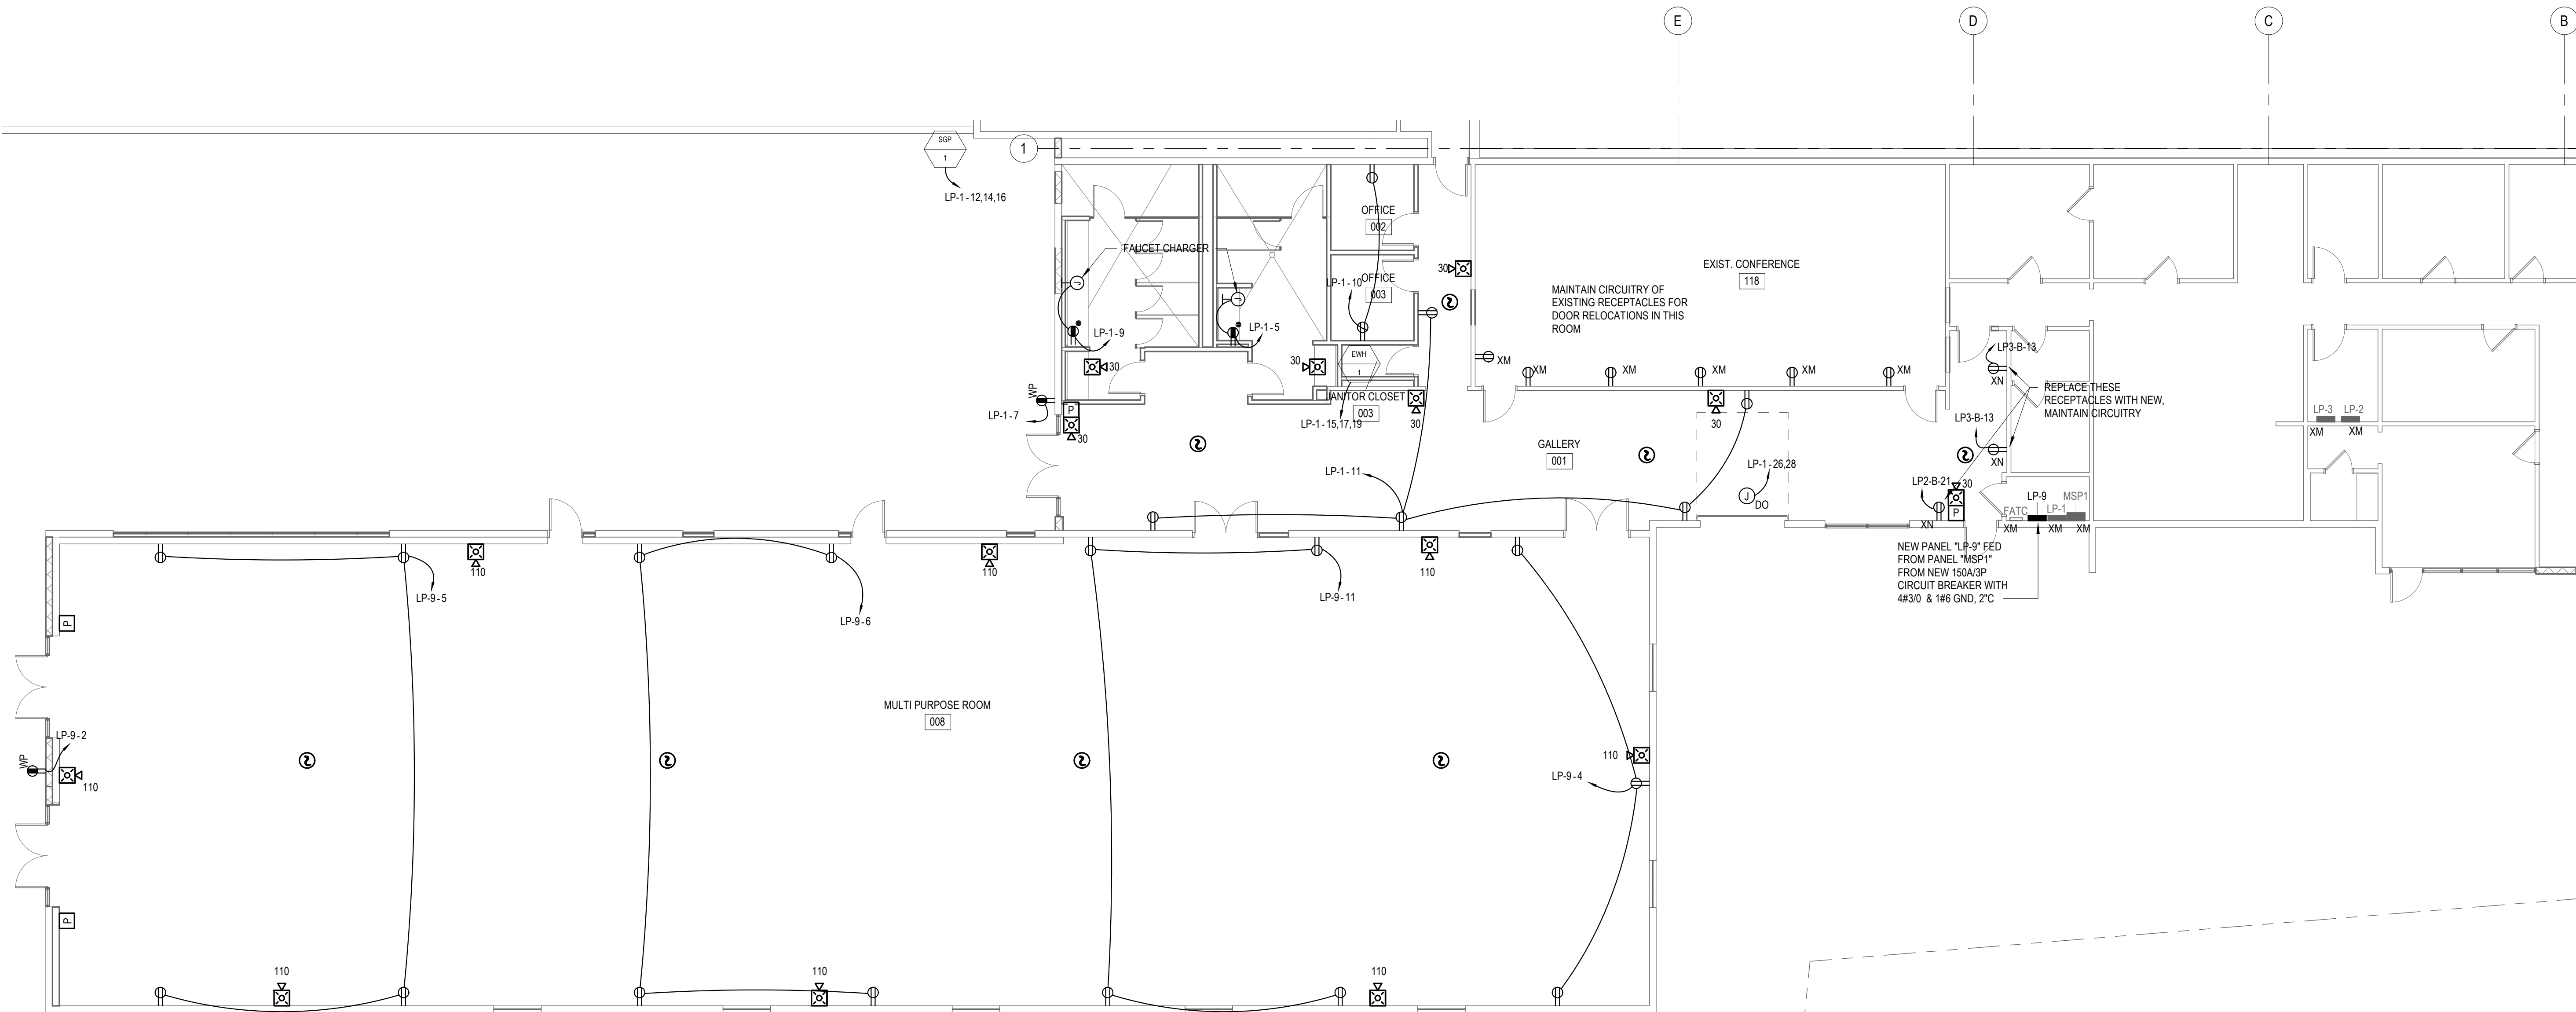 E
D
C
B
SGP
1
LP-1 - 12,14,16
1
OFFICE
002
FAUCET CHARGER
J
J
30
OFFICE
003
LP-1 - 10
EXIST. CONFERENCE
118
MAINTAIN CIRCUITRY OF
EXISTING RECEPTACLES FOR
DOOR RELOCATIONS IN THIS
ROOM
LP-1 - 9
LP-1 - 5
30
30
EWH
1
XM
XM
XM
XM
XM
XM
LP3-B-13
XN
REPLACE THESE
RECEPTACLES WITH NEW,
MAINTAIN CIRCUITRY
WP
LP-1 - 7
P
30
JANITOR CLOSET
003
30
LP-1 - 15,17,19
30
LP3-B-13
XN
LP-3
LP-2
XM
XM
GALLERY
001
LP-1 - 11
LP-1 - 26,28
J
DO
LP2-B-21
30
P
XN
FATC
LP-9
LP-1
MSP1
XM
XM
XM
NEW PANEL "LP-9" FED
FROM PANEL "MSP1"
FROM NEW 150A/3P
CIRCUIT BREAKER WITH
4#3/0 & 1#6 GND, 2"C
110
110
110
LP-9 - 5
LP-9 - 6
LP-9 - 11
P
MULTI PURPOSE ROOM
008
LP-9 - 2
WP
110
110
LP-9 - 4
P
110
110
110